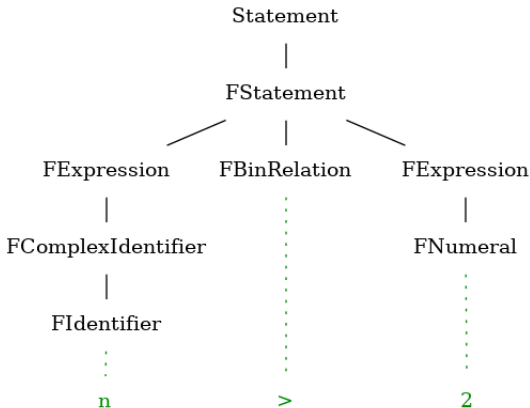 Statement
FStatement
FExpression FBinRelation FExpression
FComplexIdentifier FNumeral
FIdentifier
n > 2